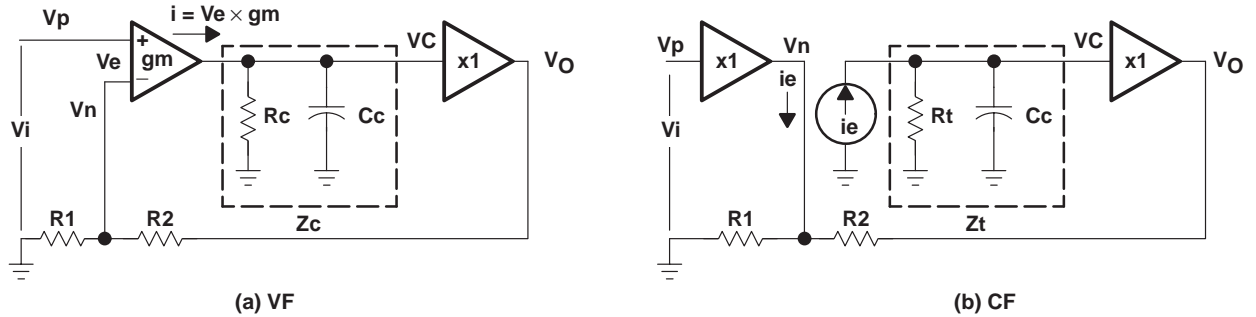 i = Ve × gm
Vp
+
gm
Ve
–
Vn
Vi
VC
x1
VO
Rc
Cc
Zc
R1
R2
(a) VF
Vp
x1
Vn
ie
Vi
ie
VC
x1
VO
Rt
Cc
Zt
R1
R2
(b) CF